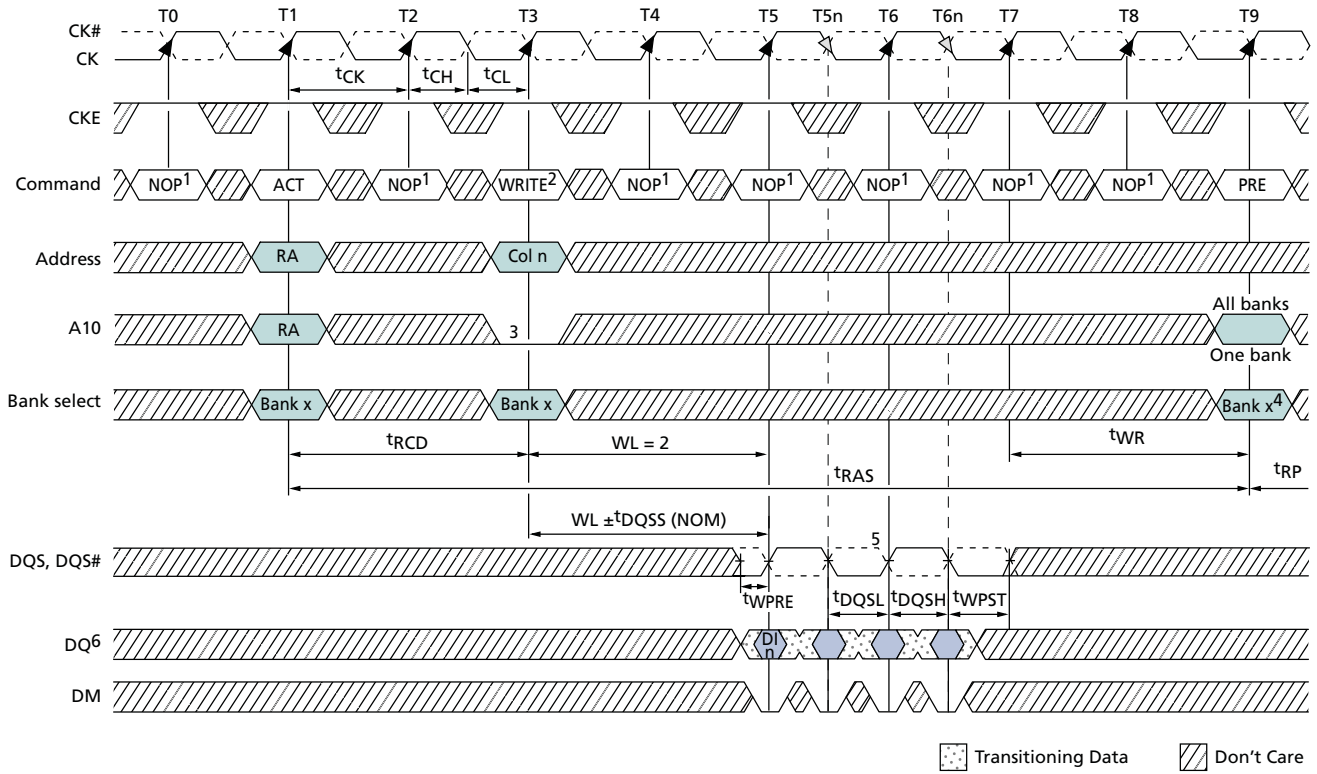 T0 T1 T2 T3 T4 T5 T5n T6 T6n T7 T8 T9
CK#
CK
tCK tCH tCL
CKE
Command NOP1 ACT NOP1 WRITE2 NOP1 NOP1 NOP1 NOP1 NOP1 PRE
Address RA Col n
All banks
A10 RA 3
One bank
Bank select Bank x Bank x Bank x4
tRCD WL = 2 tWR
tRAS tRP
WL ±tDQSS (NOM)
5
DQS, DQS#
tWPRE tDQSL tDQSH tWPST
DQ6 DI
n
DM
Transitioning Data Don't Care